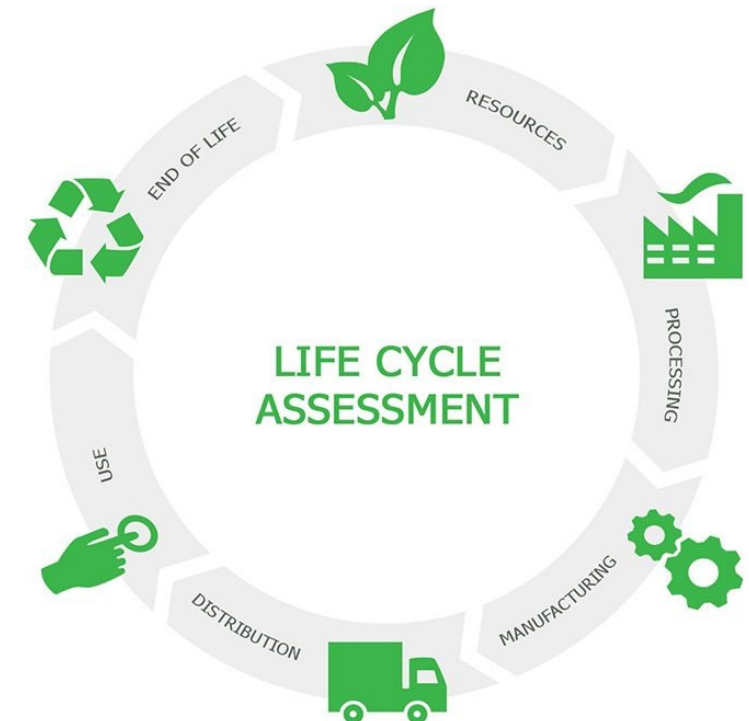 LIFE CYCLE
ASSESSMENT
RESOURCES
PROCESSING
MANUFACTURING
DISTRIBUTION
USE
END OF LIFE